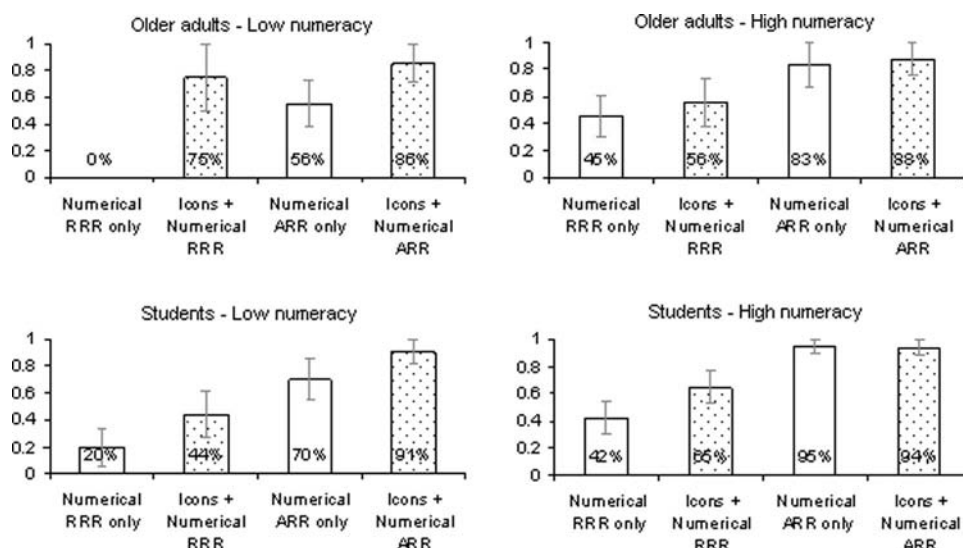 Older adults - Low numeracy
1
0.8
0.6
0.4
0.2
0
0%
75%
56%
86%
Numerical RRR only
Icons + Numerical RRR
Numerical ARR only
Icons + Numerical ARR
Older adults - High numeracy
1
0.8
0.6
0.4
0.2
0
45%
56%
83%
88%
Numerical RRR only
Icons + Numerical RRR
Numerical ARR only
Icons + Numerical ARR
Students - Low numeracy
1
0.8
0.6
0.4
0.2
0
20%
44%
70%
91%
Numerical RRR only
Icons + Numerical RRR
Numerical ARR only
Icons + Numerical ARR
Students - High numeracy
1
0.8
0.6
0.4
0.2
0
42%
65%
95%
94%
Numerical RRR only
Icons + Numerical RRR
Numerical ARR only
Icons + Numerical ARR